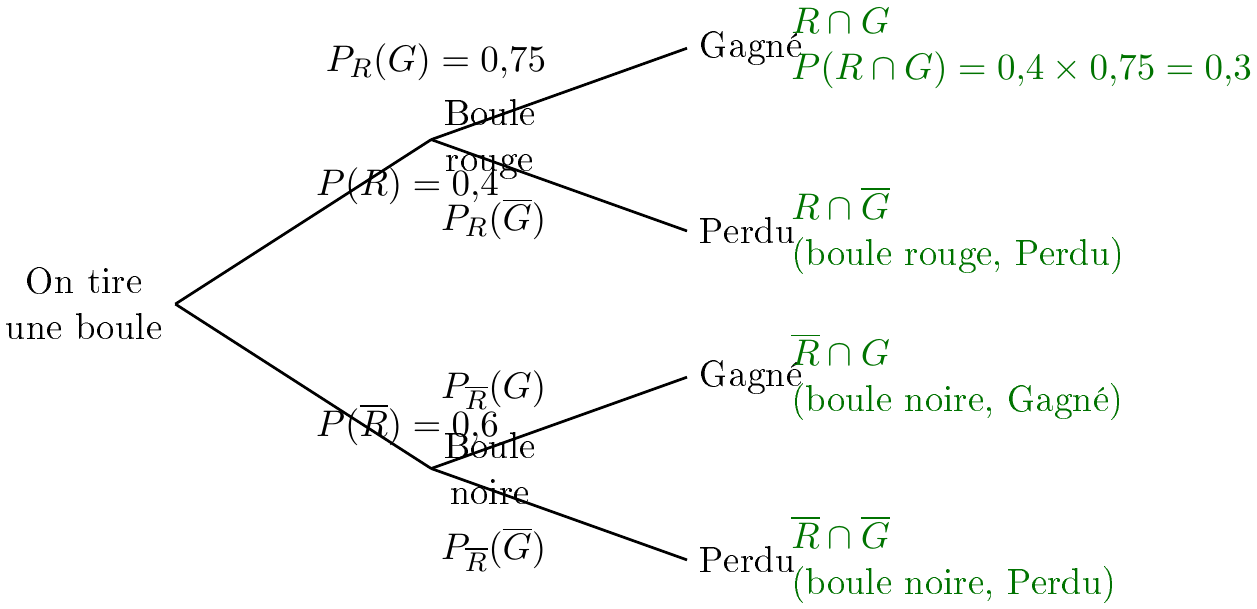 R ∩ G
P_R(G) = 0,75
Gagné
P(R ∩ G) = 0,4 × 0,75 = 0,3
Boule
rouge
P(R) = 0,4
P_R(G̅)
Perdu
R ∩ G̅
(boule rouge, Perdu)
On tire
une boule
R̅ ∩ G
P_R̅(G)
Gagné
(boule noire, Gagné)
P(R̅) = 0,6
Boule
noire
P_R̅(G̅)
Perdu
R̅ ∩ G̅
(boule noire, Perdu)